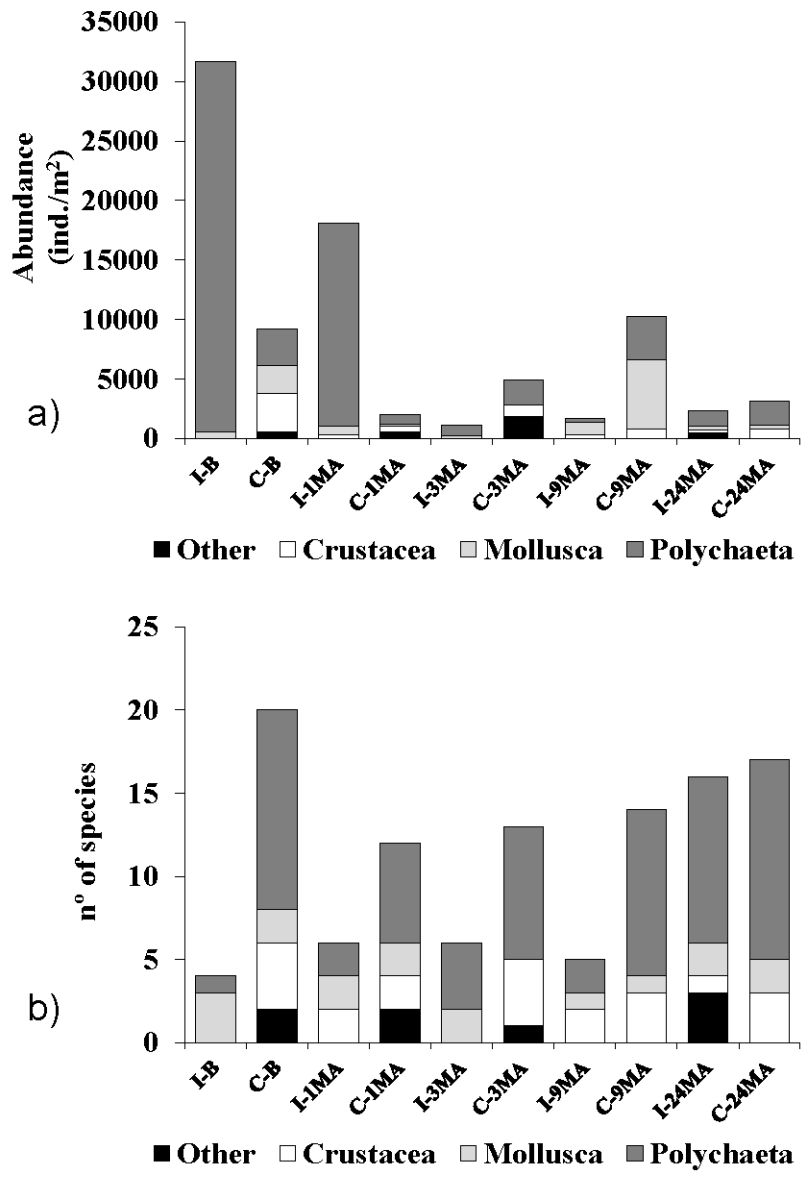 35000
30000
25000
20000
15000
10000
5000
0
Abundance
(ind./m²)
a)
I-B
C-B
I-1MA
C-1MA
I-3MA
C-3MA
I-9MA
C-9MA
I-24MA
C-24MA
Other Crustacea Mollusca Polychaeta
25
20
15
10
5
0
nº of species
b)
I-B
C-B
I-1MA
C-1MA
I-3MA
C-3MA
I-9MA
C-9MA
I-24MA
C-24MA
Other Crustacea Mollusca Polychaeta